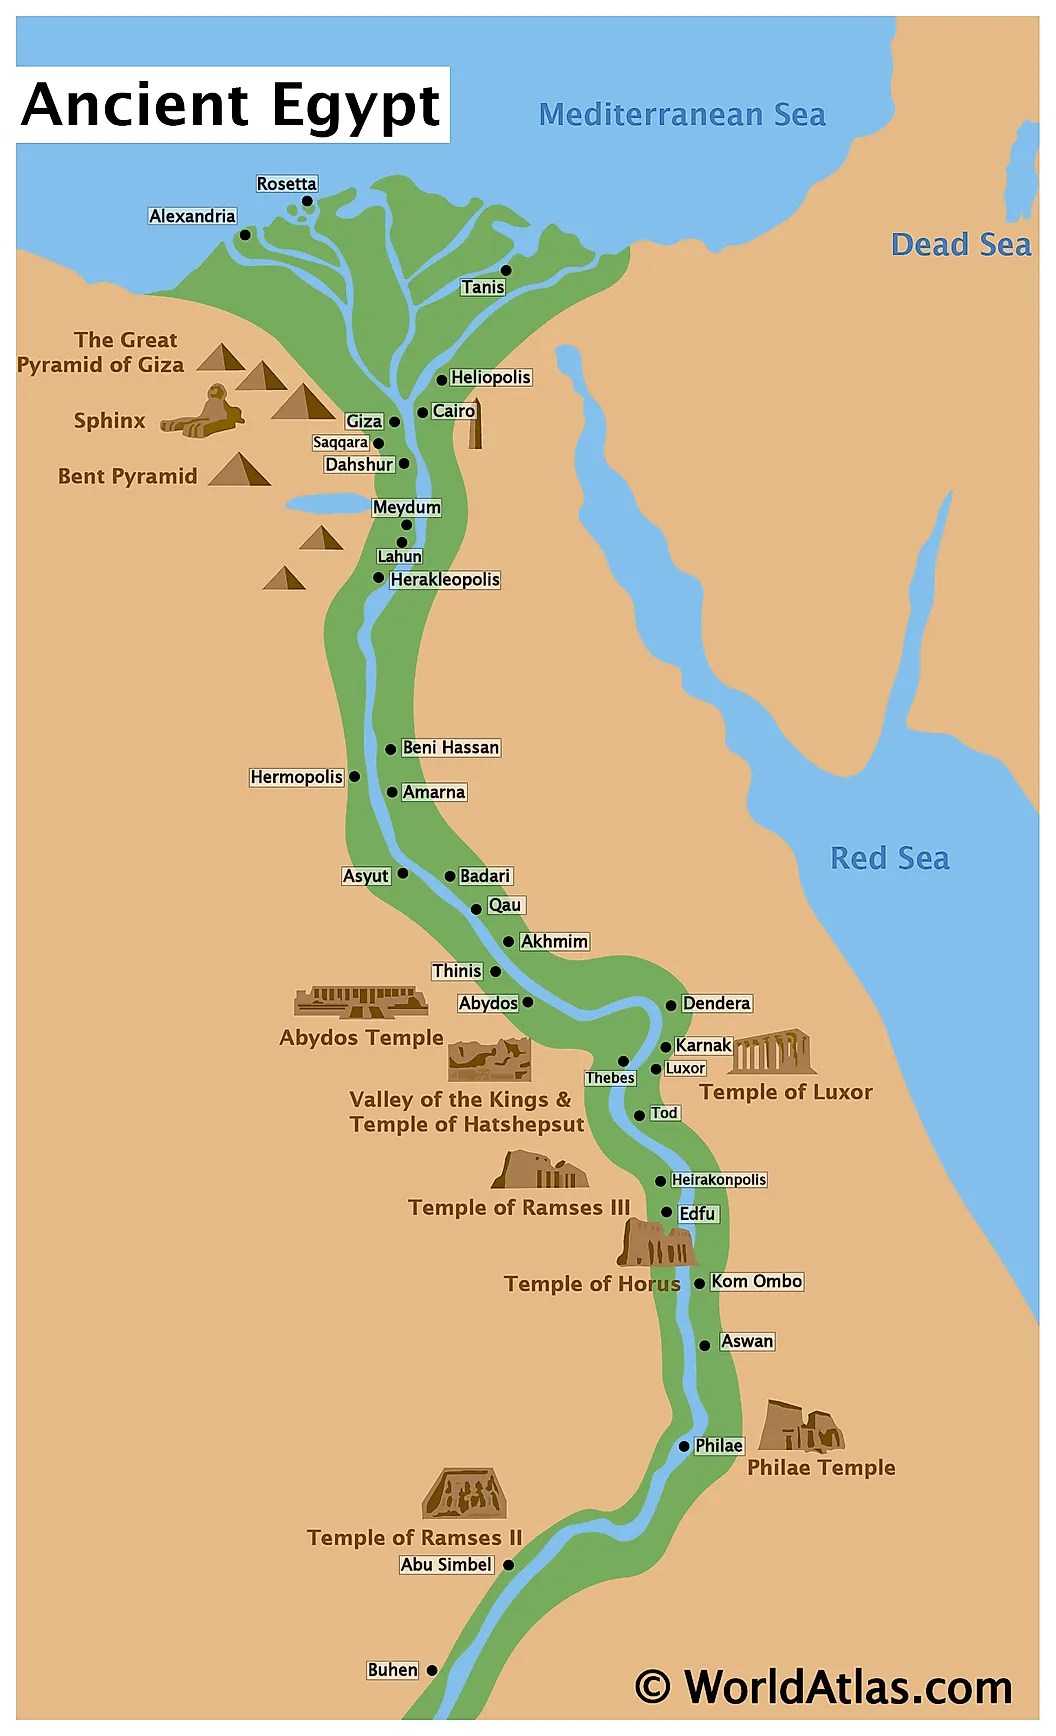 Ancient Egypt
Mediterranean Sea
Rosetta
Alexandria
Dead Sea
Tanis
The Great
Pyramid of Giza
Heliopolis
Cairo
Sphinx
Giza
Saqqara
Dahshur
Bent Pyramid
Meydum
Lahun
Herakleopolis
Beni Hassan
Hermopolis
Amarna
Red Sea
Asyut
Badari
Qau
Akhmim
Thinis
Abydos
Dendera
Abydos Temple
Karnak
Luxor
Thebes
Temple of Luxor
Valley of the Kings &
Temple of Hatshepsut
Tod
Heirakonpolis
Temple of Ramses III
Edfu
Temple of Horus
Kom Ombo
Aswan
Philae
Philae Temple
Temple of Ramses II
Abu Simbel
Buhen
© WorldAtlas.com